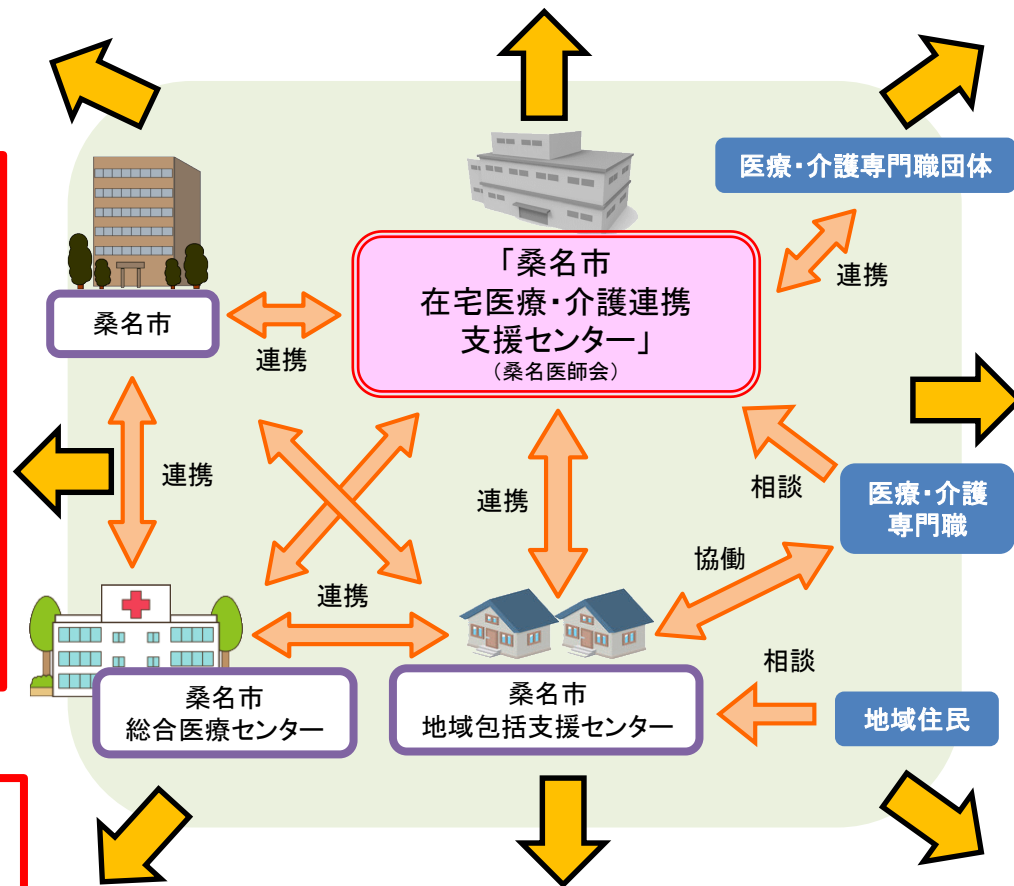 医療・介護専門職団体
「桑名市
在宅医療・介護連携
支援センター」
(桑名医師会)
連携
桑名市
連携
連携
連携
相談
医療・介護
専門職
協働
連携
相談
桑名市
総合医療センター
桑名市
地域包括支援センター
地域住民